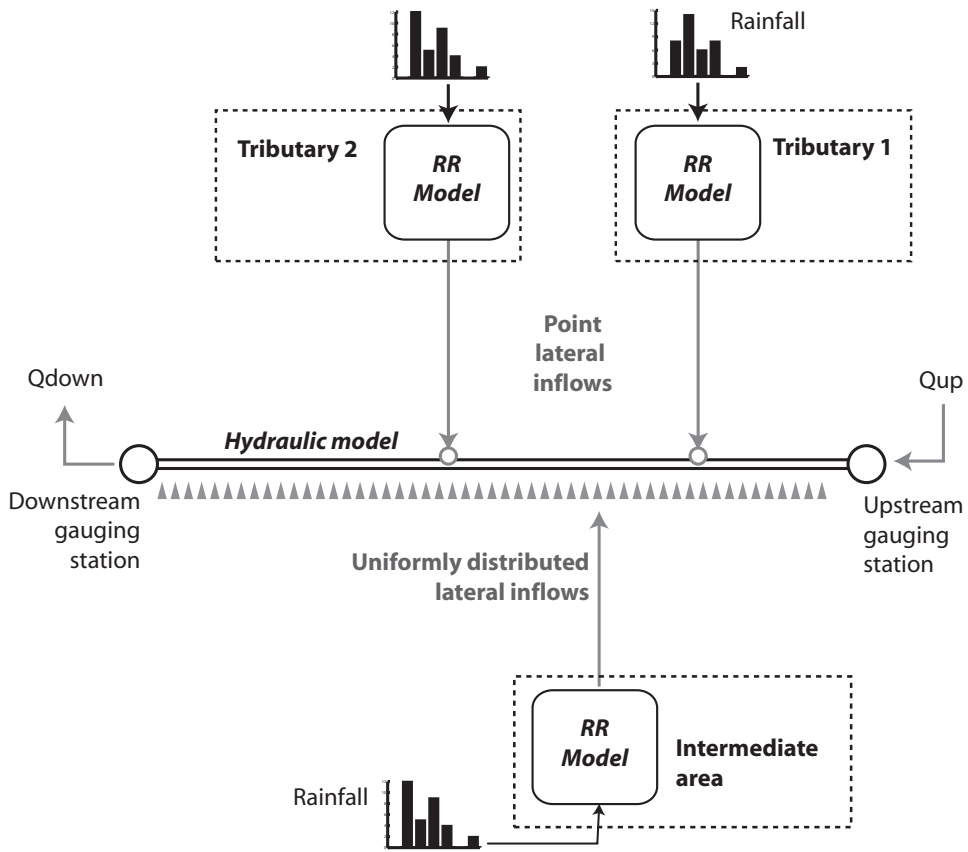 Rainfall
Tributary 2
RR
Model
RR
Model
Tributary 1
Point
lateral
inflows
Qdown
Qup
Hydraulic model
Downstream
gauging
station
Upstream
gauging
station
Uniformly distributed
lateral inflows
RR
Model
Intermediate
area
Rainfall